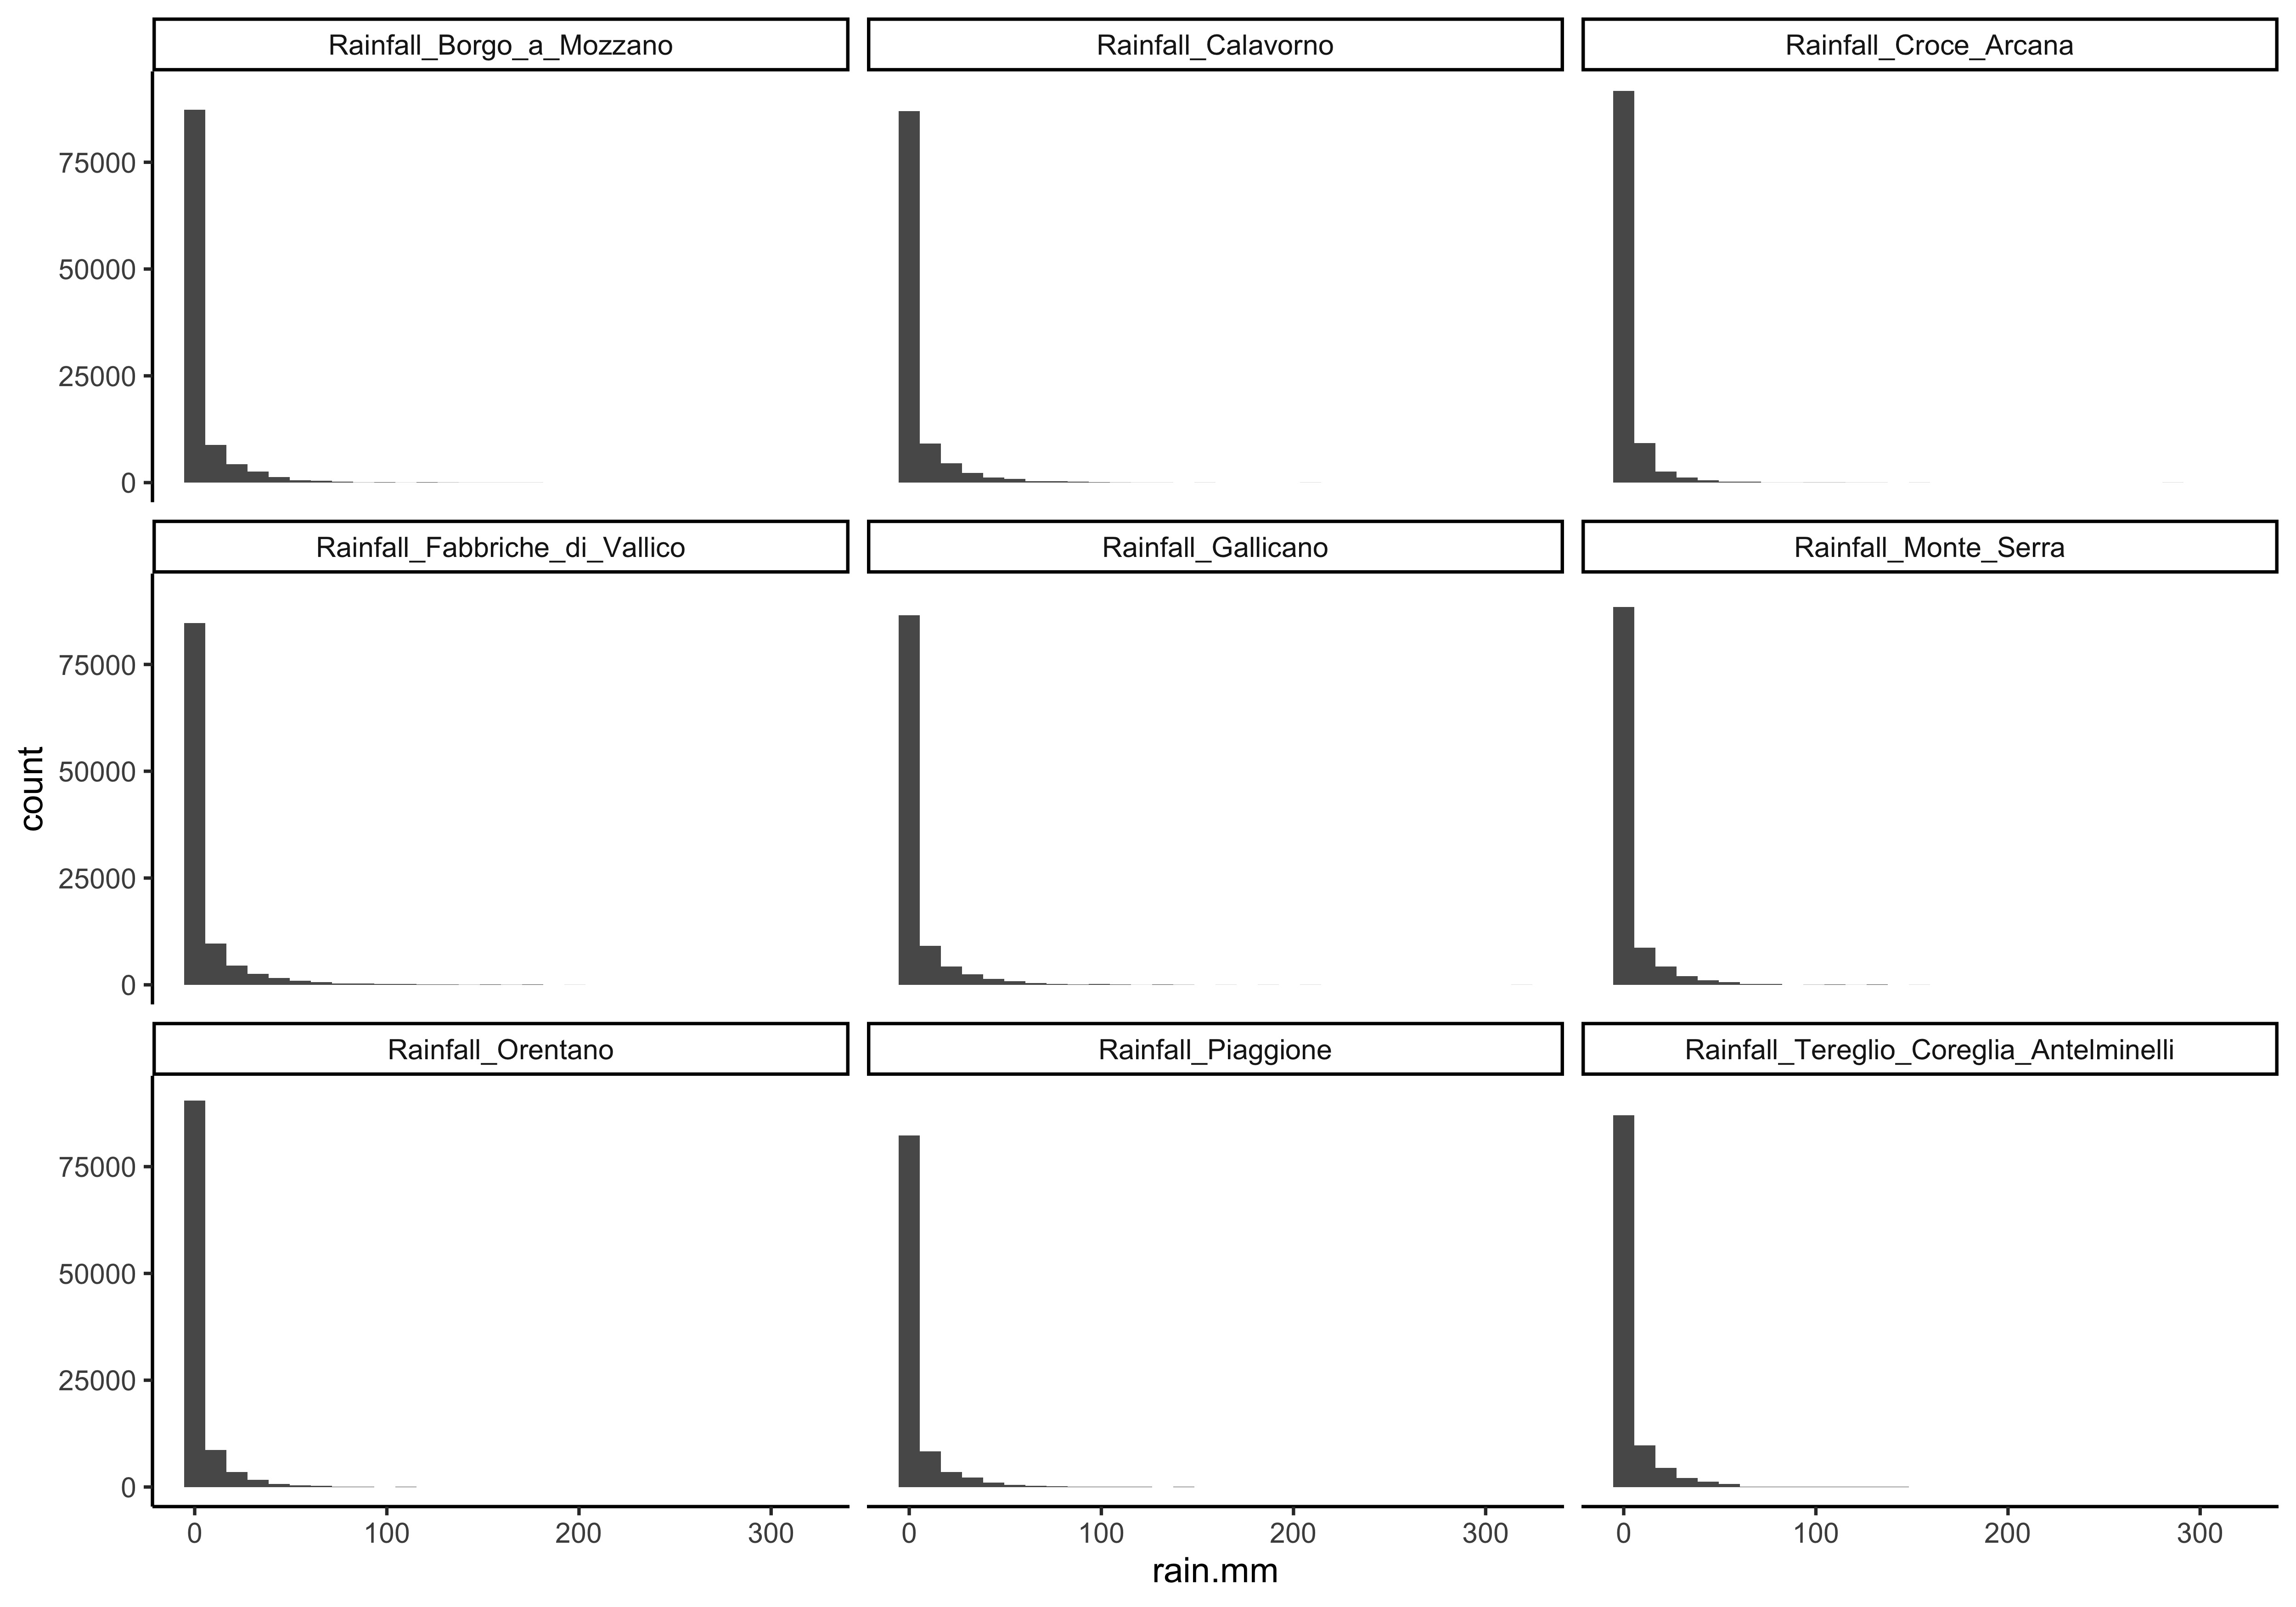 Rainfall_Borgo_a_Mozzano
Rainfall_Calavorno
Rainfall_Croce_Arcana
75000
50000
25000
0
Rainfall_Fabbriche_di_Vallico
Rainfall_Gallicano
Rainfall_Monte_Serra
75000
50000
25000
0
count
Rainfall_Orentano
Rainfall_Piaggione
Rainfall_Tereglio_Coreglia_Antelminelli
75000
50000
25000
0
0 100 200 300
0 100 200 300
0 100 200 300
rain.mm